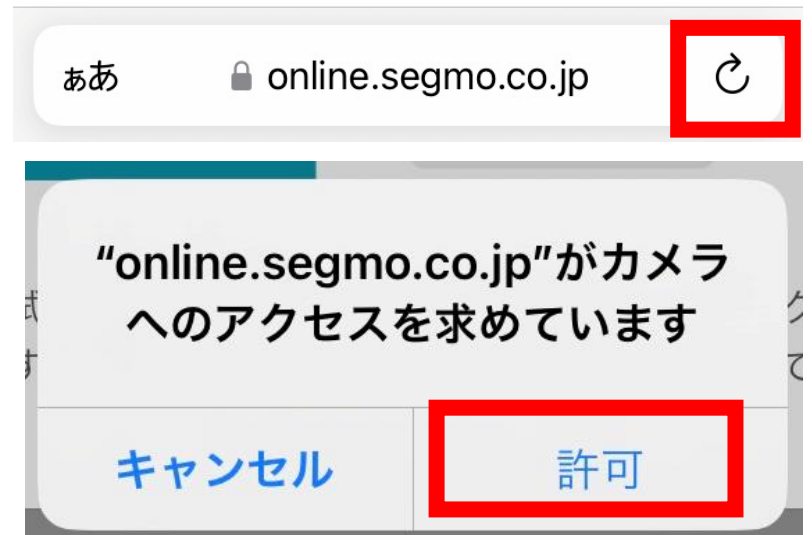 ぁあ online.segmo.co.jp
“online.segmo.co.jp”がカメラ
へのアクセスを求めています
キャンセル 許可